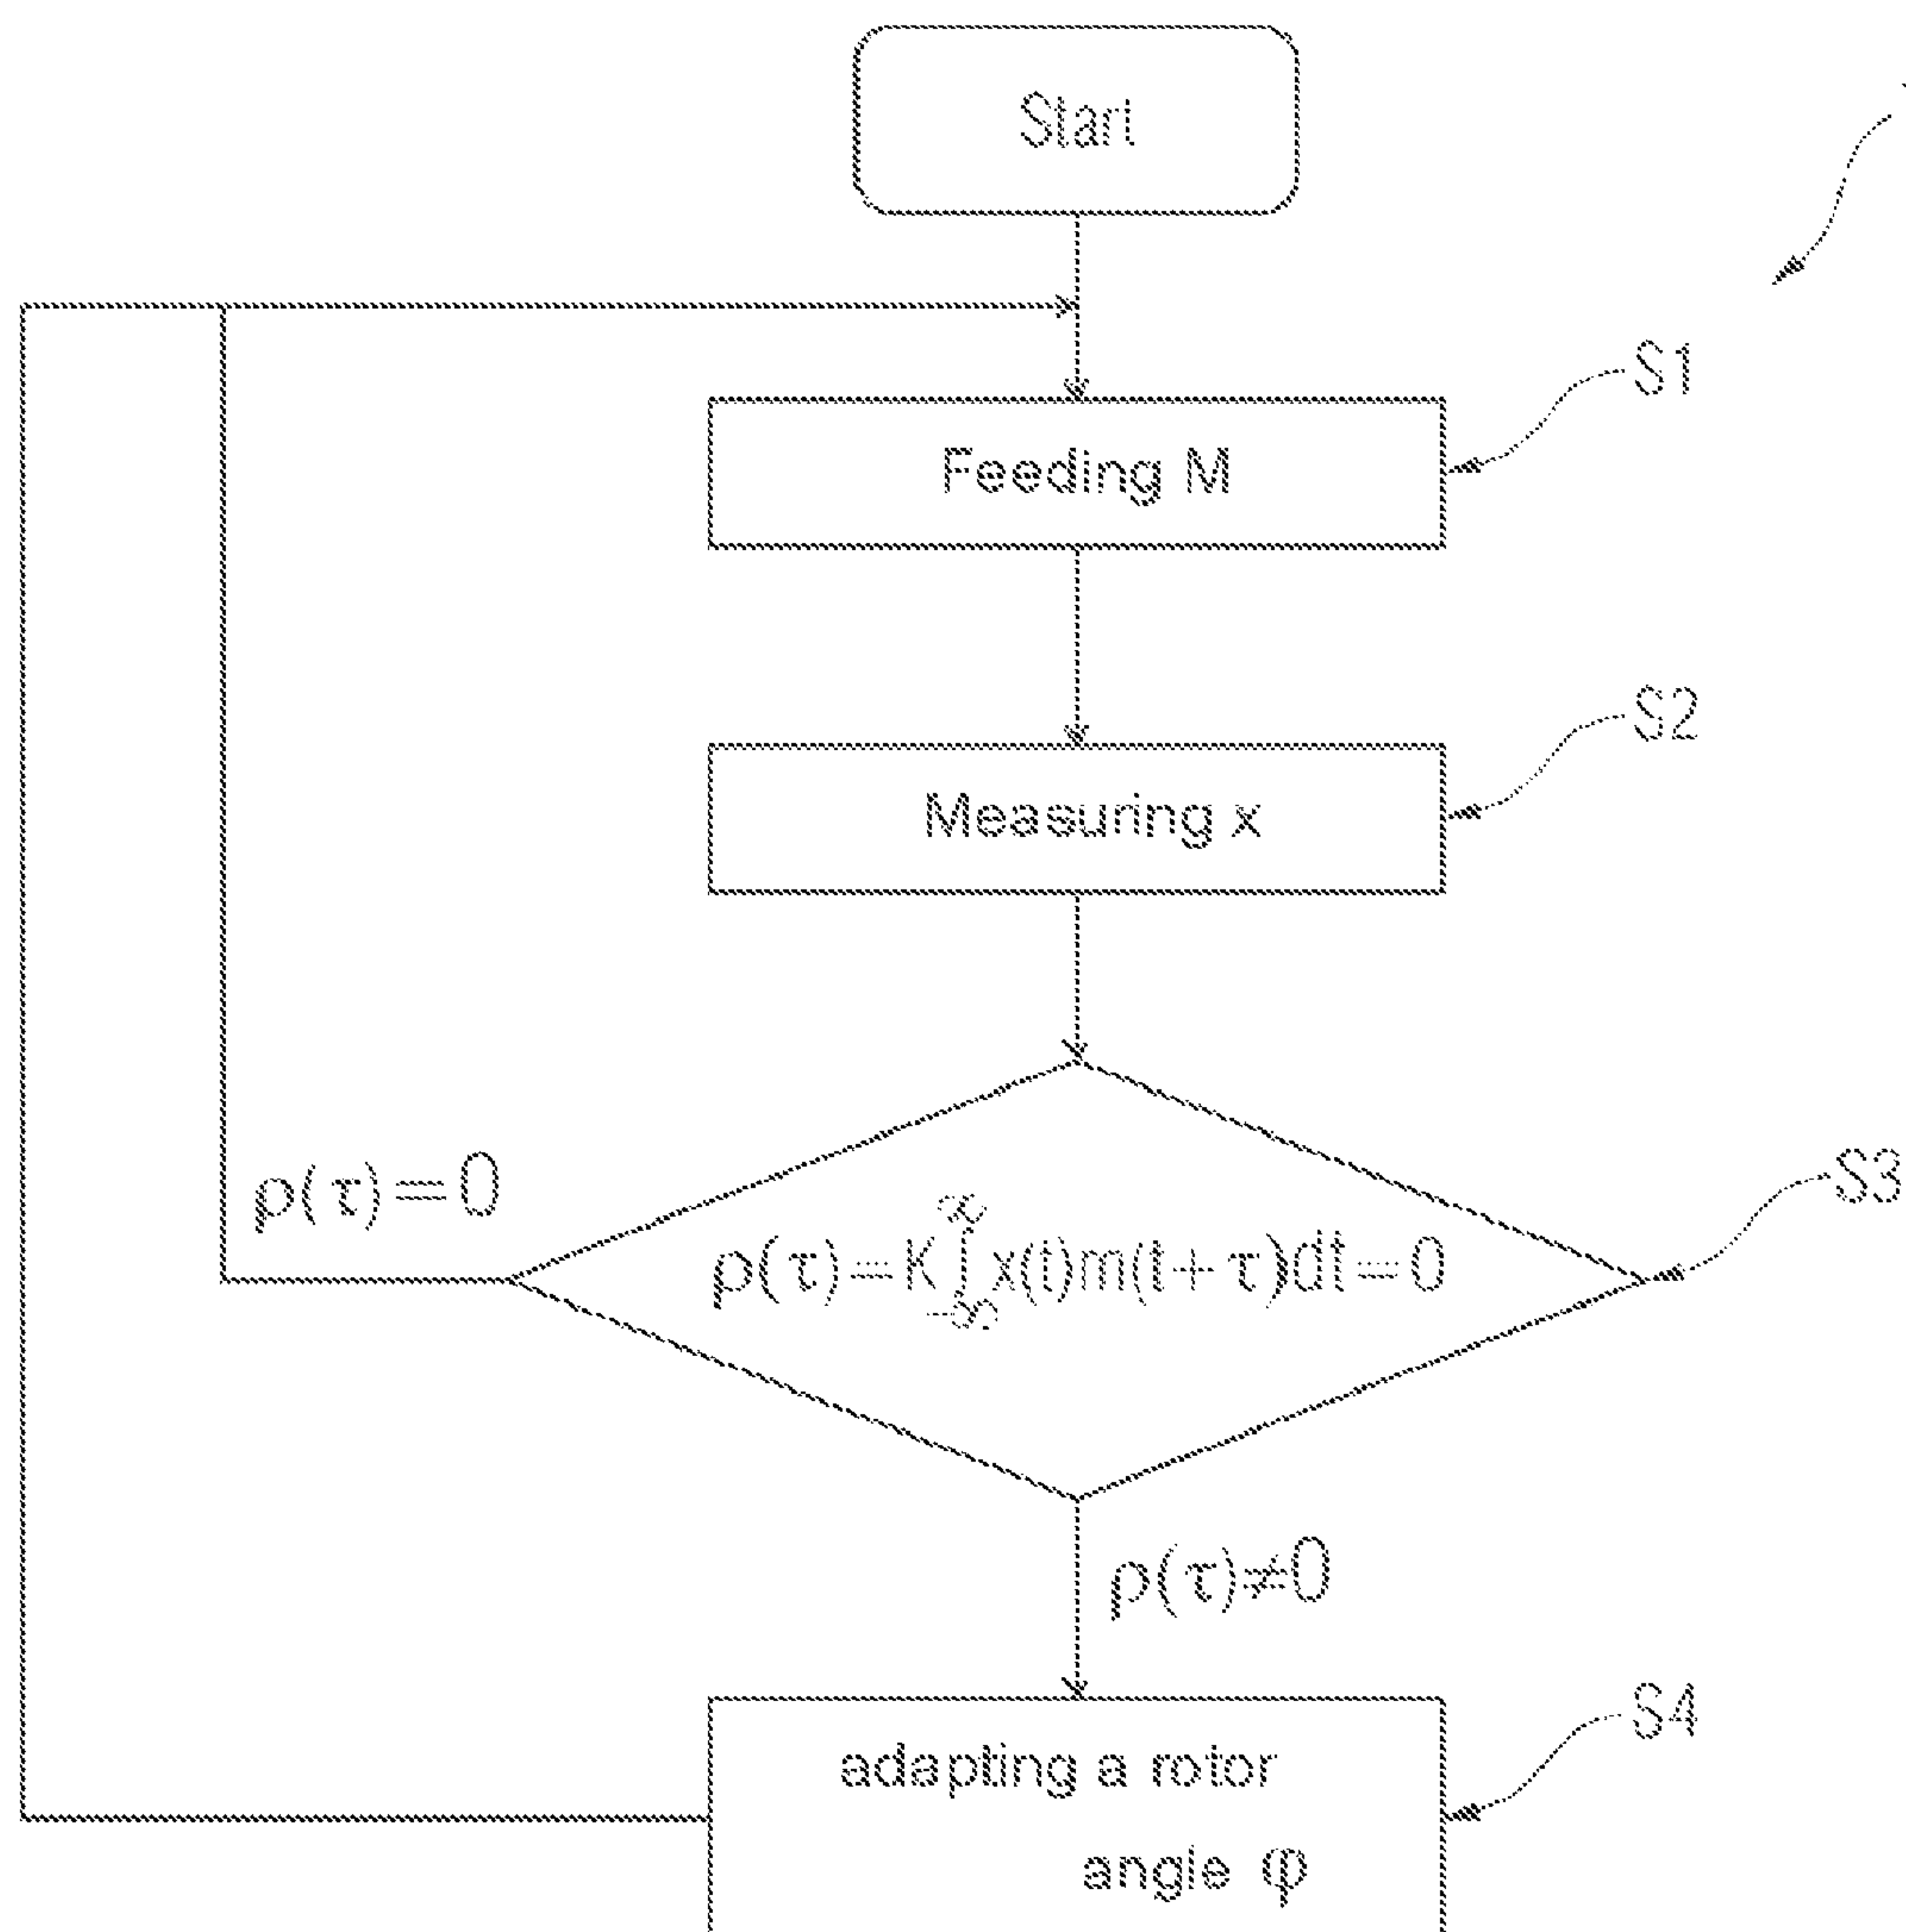 Start
S1
Feeding M
S2
Measuring x
S3
ρ(τ)=0
ρ(τ)=K∫_{-∞}^{∞}x(t)m(t+τ)dt=0
ρ(τ)≠0
S4
adapting a rotor
angle φ